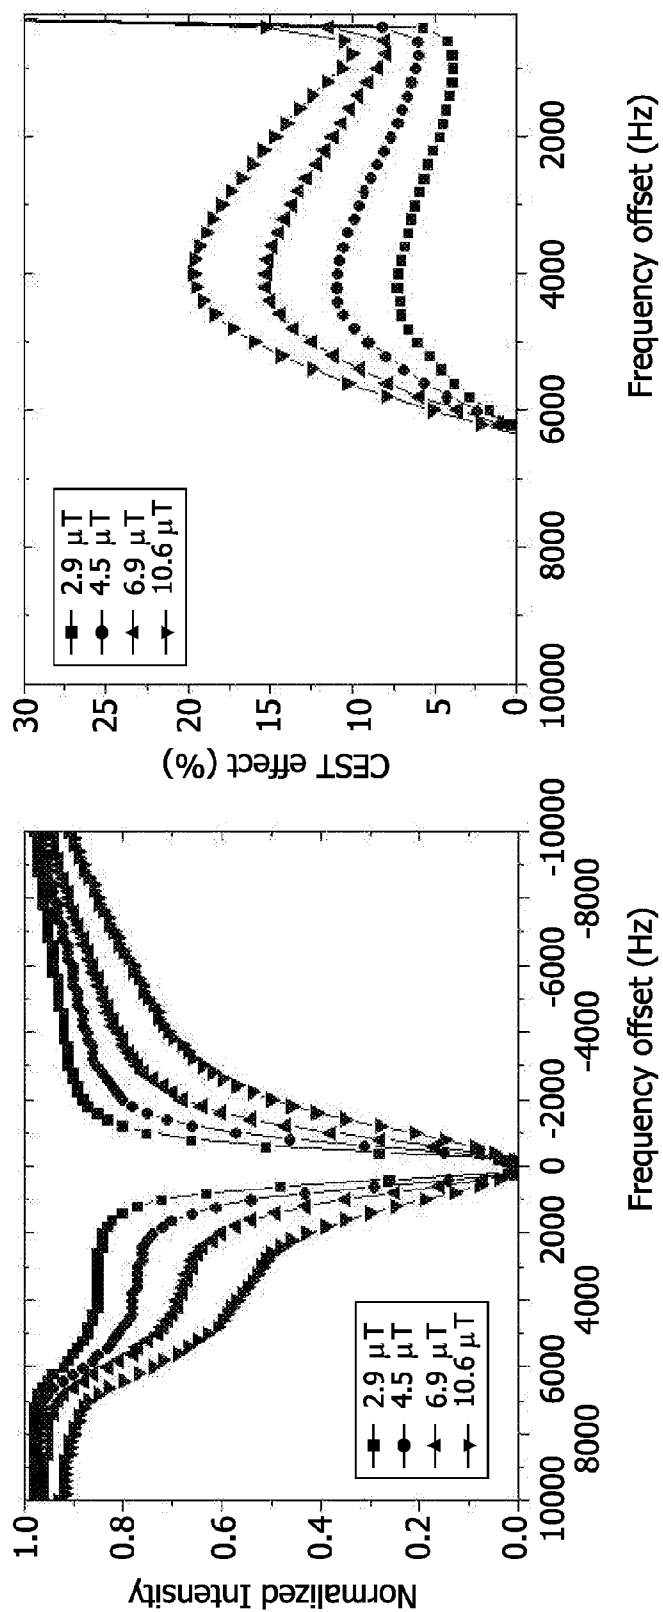 Normalized Intensity
1.0
0.8
0.6
0.4
0.2
0.0
2.9 μT
4.5 μT
6.9 μT
10.6 μT
10000
8000
6000
4000
2000
0
-2000
-4000
-6000
-8000
-10000
Frequency offset (Hz)
CEST effect (%)
30
25
20
15
10
5
0
2.9 μT
4.5 μT
6.9 μT
10.6 μT
10000
8000
6000
4000
2000
Frequency offset (Hz)